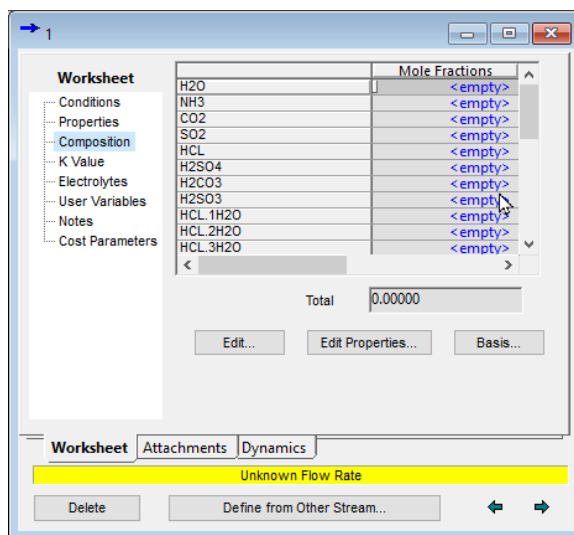 1
Worksheet
Conditions
Properties
Composition
K Value
Electrolytes
User Variables
Notes
Cost Parameters
Mole Fractions
H2O <empty>
NH3 <empty>
CO2 <empty>
SO2 <empty>
HCL <empty>
H2SO4 <empty>
H2CO3 <empty>
H2SO3 <empty>
HCL.1H2O <empty>
HCL.2H2O <empty>
HCL.3H2O <empty>
Total 0.00000
Edit... Edit Properties... Basis...
Worksheet Attachments Dynamics
Unknown Flow Rate
Delete Define from Other Stream...